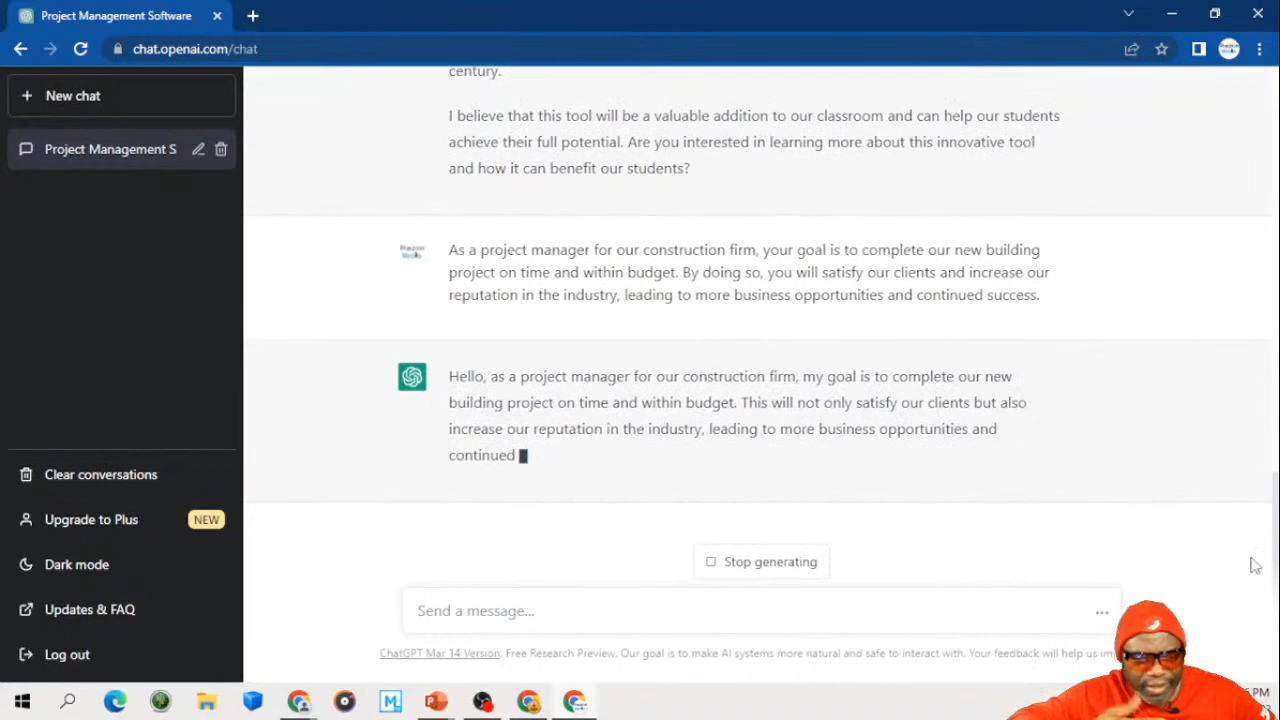 Project Management Software
chat.openai.com/chat
New chat
Project Management S
century.
I believe that this tool will be a valuable addition to our classroom and can help our students
achieve their full potential. Are you interested in learning more about this innovative tool
and how it can benefit our students?
As a project manager for our construction firm, your goal is to complete our new building
project on time and within budget. By doing so, you will satisfy our clients and increase our
reputation in the industry, leading to more business opportunities and continued success.
Hello, as a project manager for our construction firm, my goal is to complete our new
building project on time and within budget. This will not only satisfy our clients but also
increase our reputation in the industry, leading to more business opportunities and
continued
Clear conversations
Upgrade to Plus NEW
Dark mode
Updates & FAQ
Log out
Stop generating
Send a message...
ChatGPT Mar 14 Version. Free Research Preview. Our goal is to make AI systems more natural and safe to interact with. Your feedback will help us im
PM